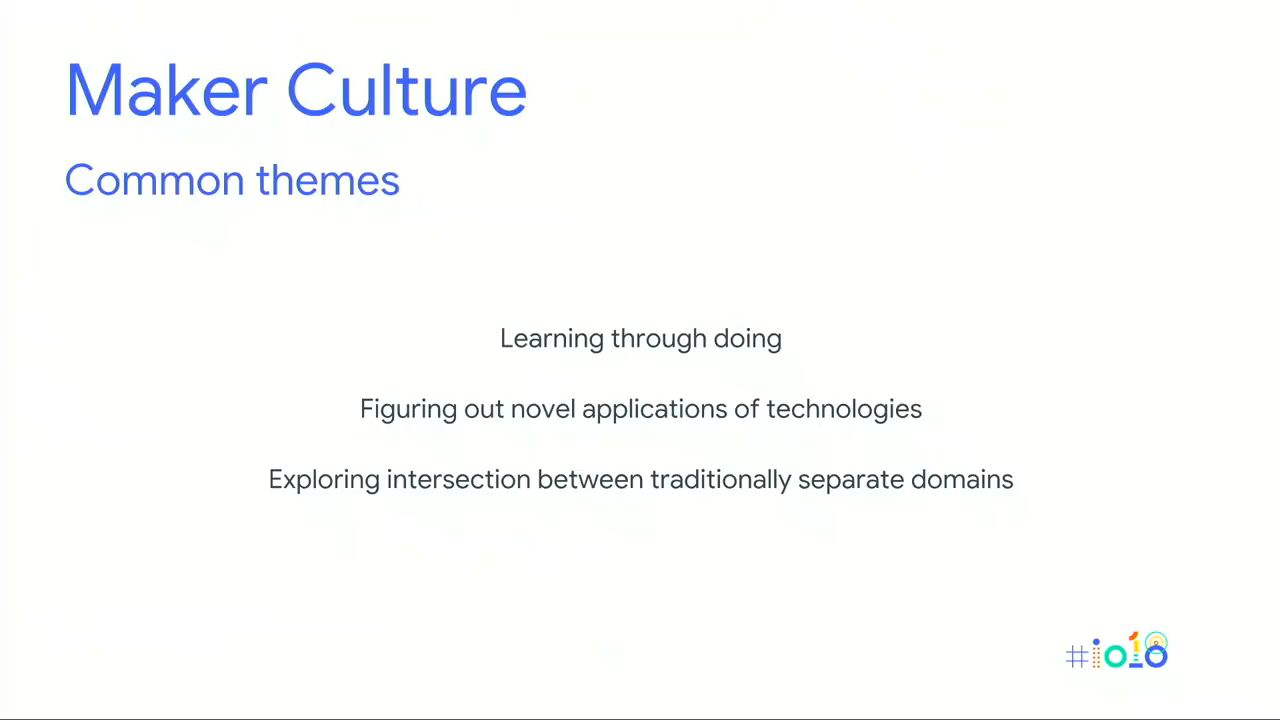 Maker Culture
Common themes
Learning through doing
Figuring out novel applications of technologies
Exploring intersection between traditionally separate domains
#io18